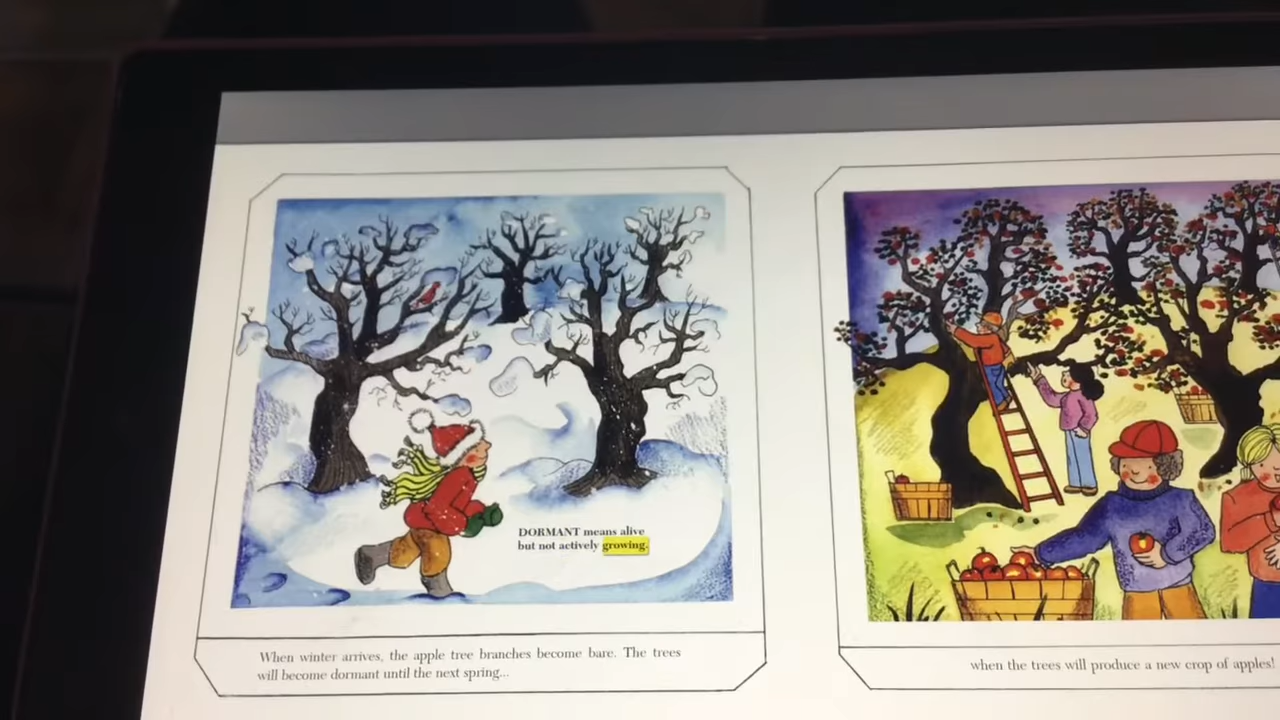 DORMANT means alive
but not actively growing.
When winter arrives, the apple tree branches become bare. The trees
will become dormant until the next spring...
when the trees will produce a new crop of apples!